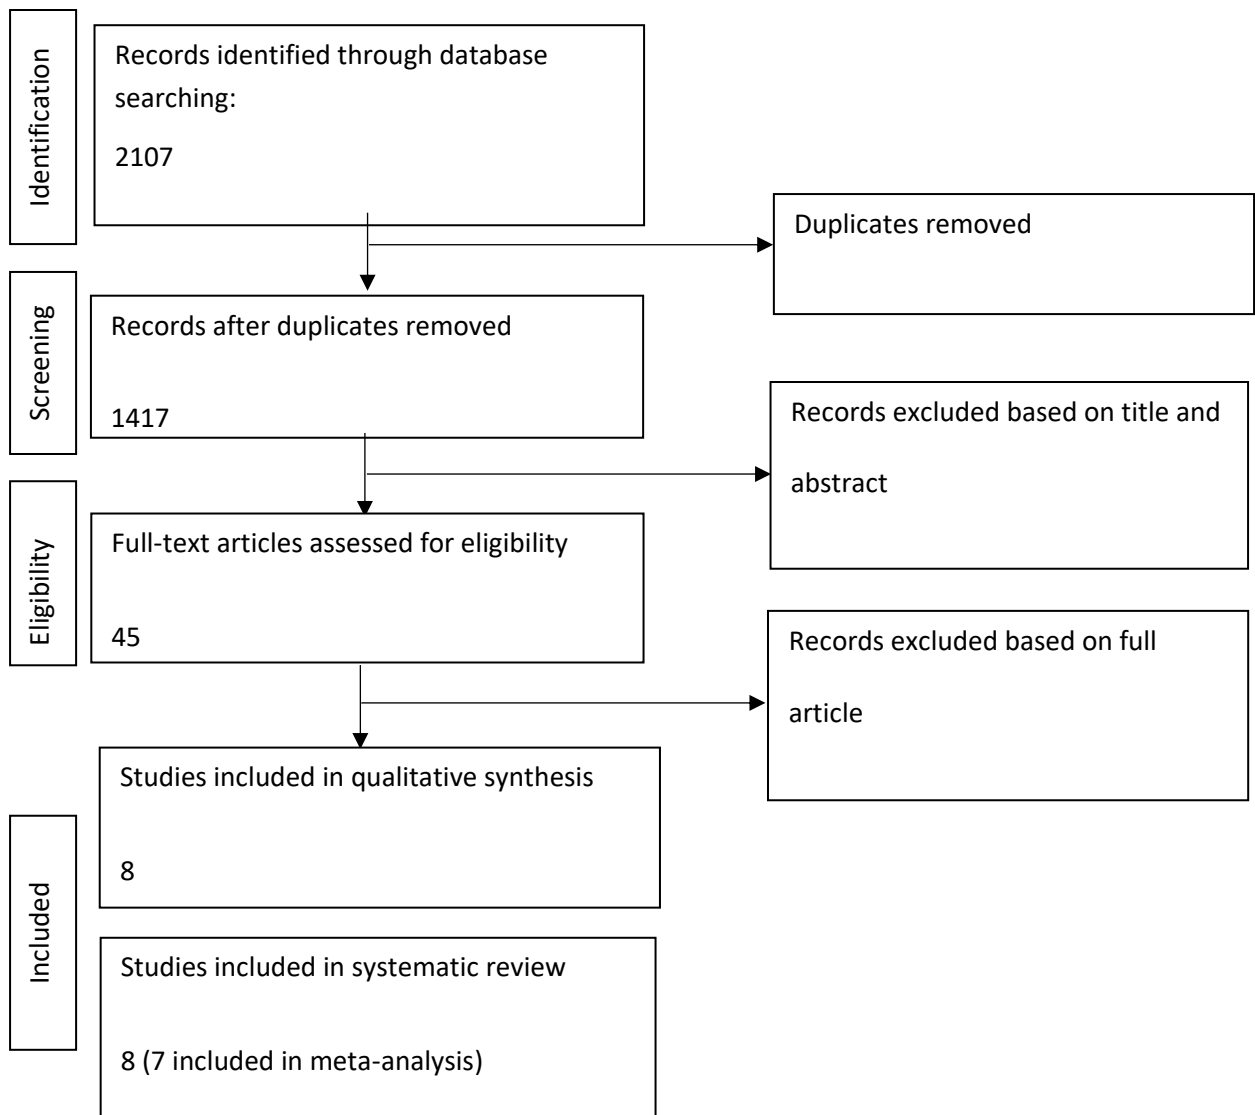 Identification
Records identified through database
searching:
2107
Duplicates removed
Screening
Records after duplicates removed
1417
Records excluded based on title and
abstract
Eligibility
Full-text articles assessed for eligibility
45
Records excluded based on full
article
Included
Studies included in qualitative synthesis
8
Studies included in systematic review
8 (7 included in meta-analysis)